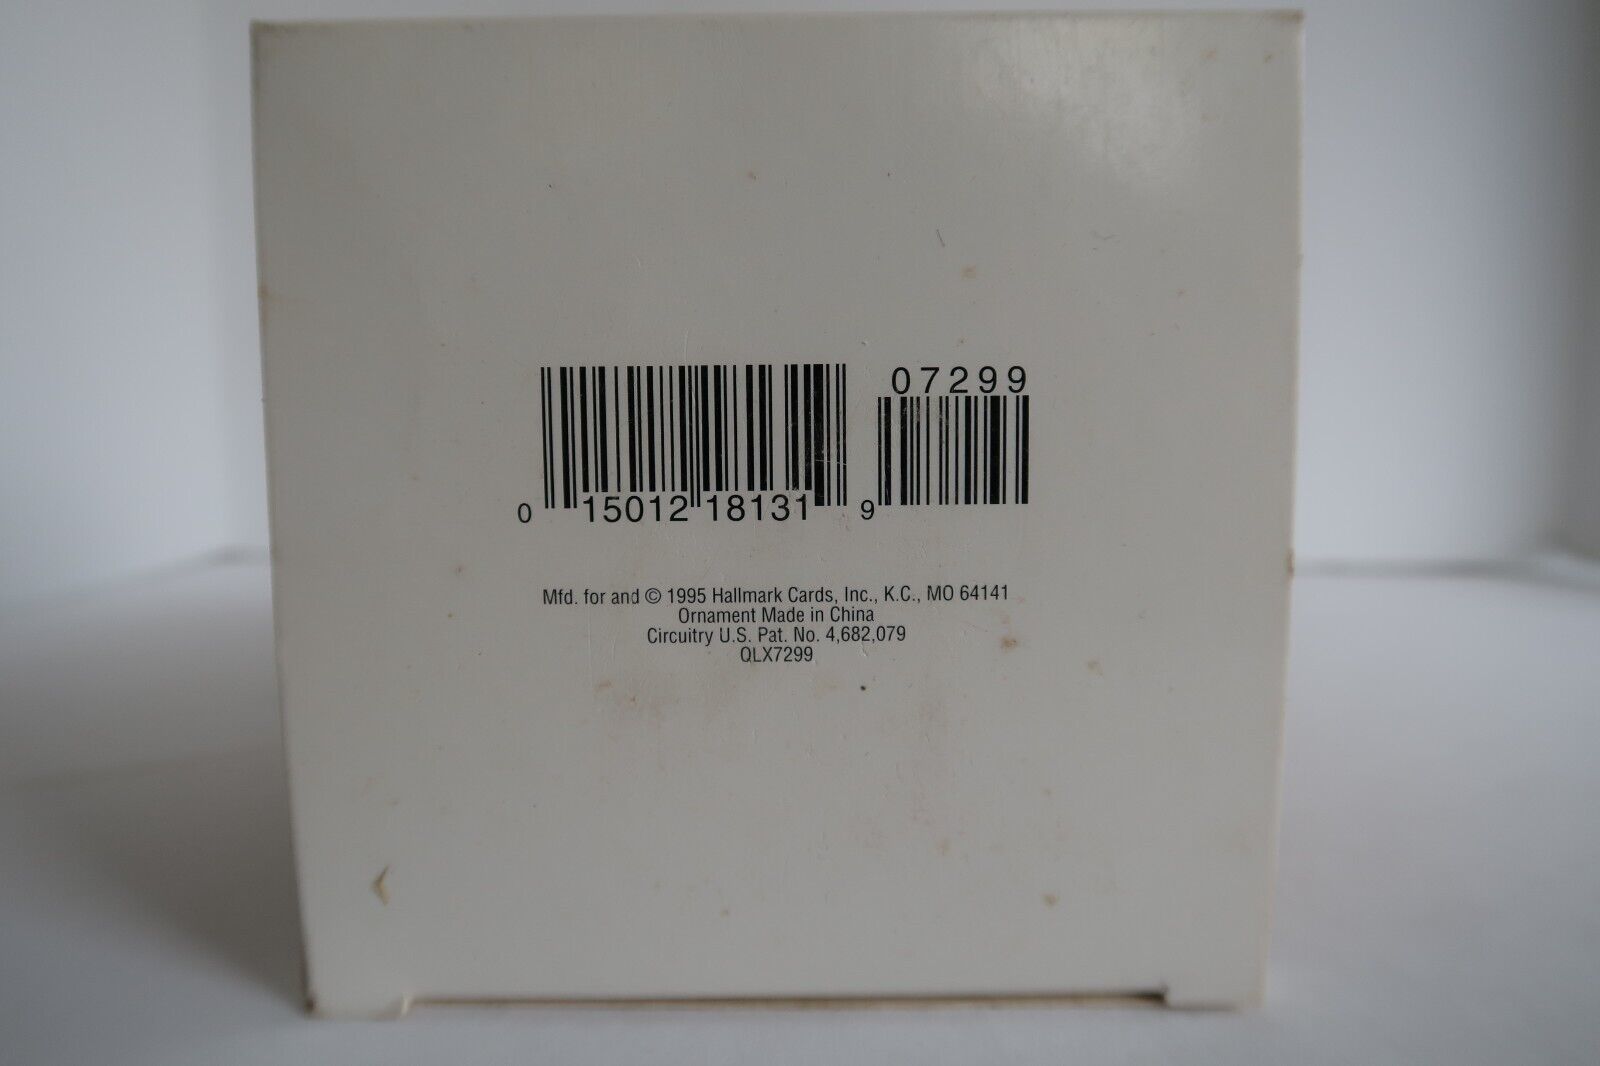 07299
0 15012 18131 9
Mfd. for and © 1995 Hallmark Cards, Inc., K.C., MO 64141
Ornament Made in China
Circuitry U.S. Pat. No. 4,682,079
QLX7299